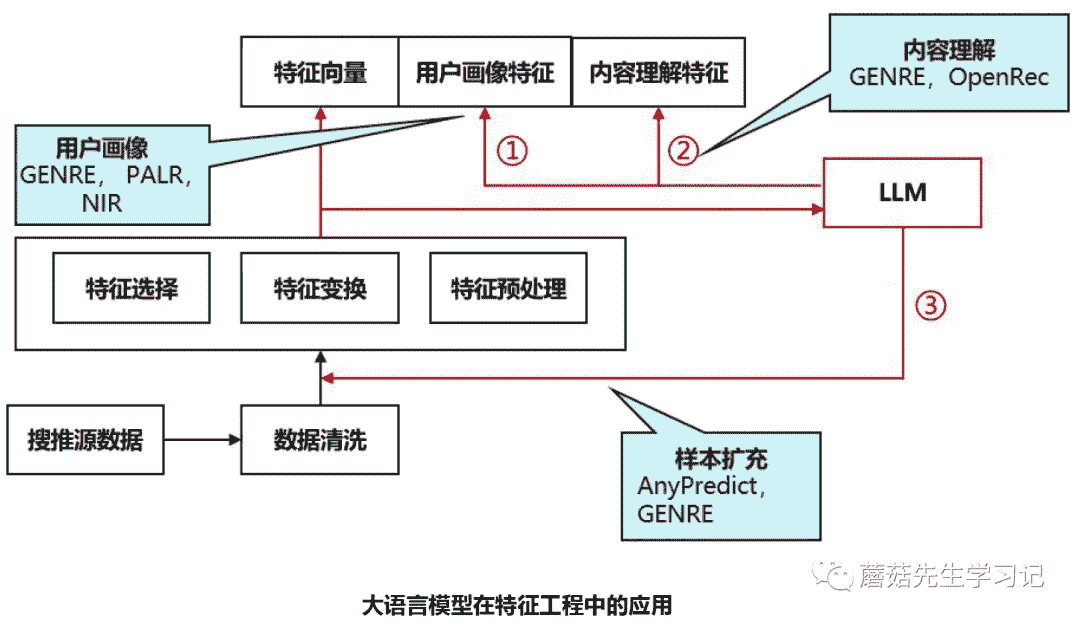 特征向量
用户画像特征
内容理解特征
内容理解
GENRE，OpenRec
用户画像
GENRE， PALR，
NIR
①
②
LLM
特征选择
特征变换
特征预处理
③
搜推源数据
数据清洗
样本扩充
AnyPredict，
GENRE
蘑菇先生学习记
大语言模型在特征工程中的应用